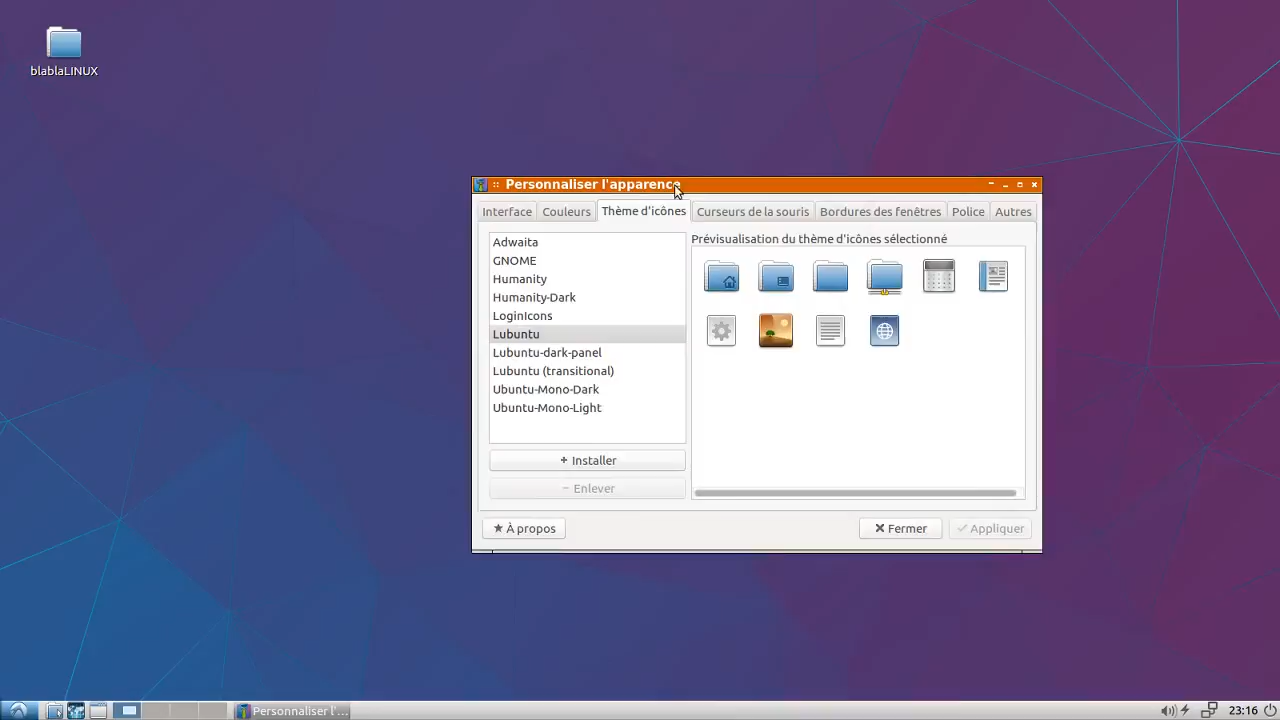 blablaLINUX
Personnaliser l'apparence
Interface Couleurs Thème d'icônes Curseurs de la souris Bordures des fenêtres Police Autres
Adwaita
GNOME
Humanity
Humanity-Dark
LoginIcons
Lubuntu
Lubuntu-dark-panel
Lubuntu (transitional)
Ubuntu-Mono-Dark
Ubuntu-Mono-Light
Installer
Enlever
Prévisualisation du thème d'icônes sélectionné
À propos
Fermer Appliquer
Personnaliser l'...
23:16